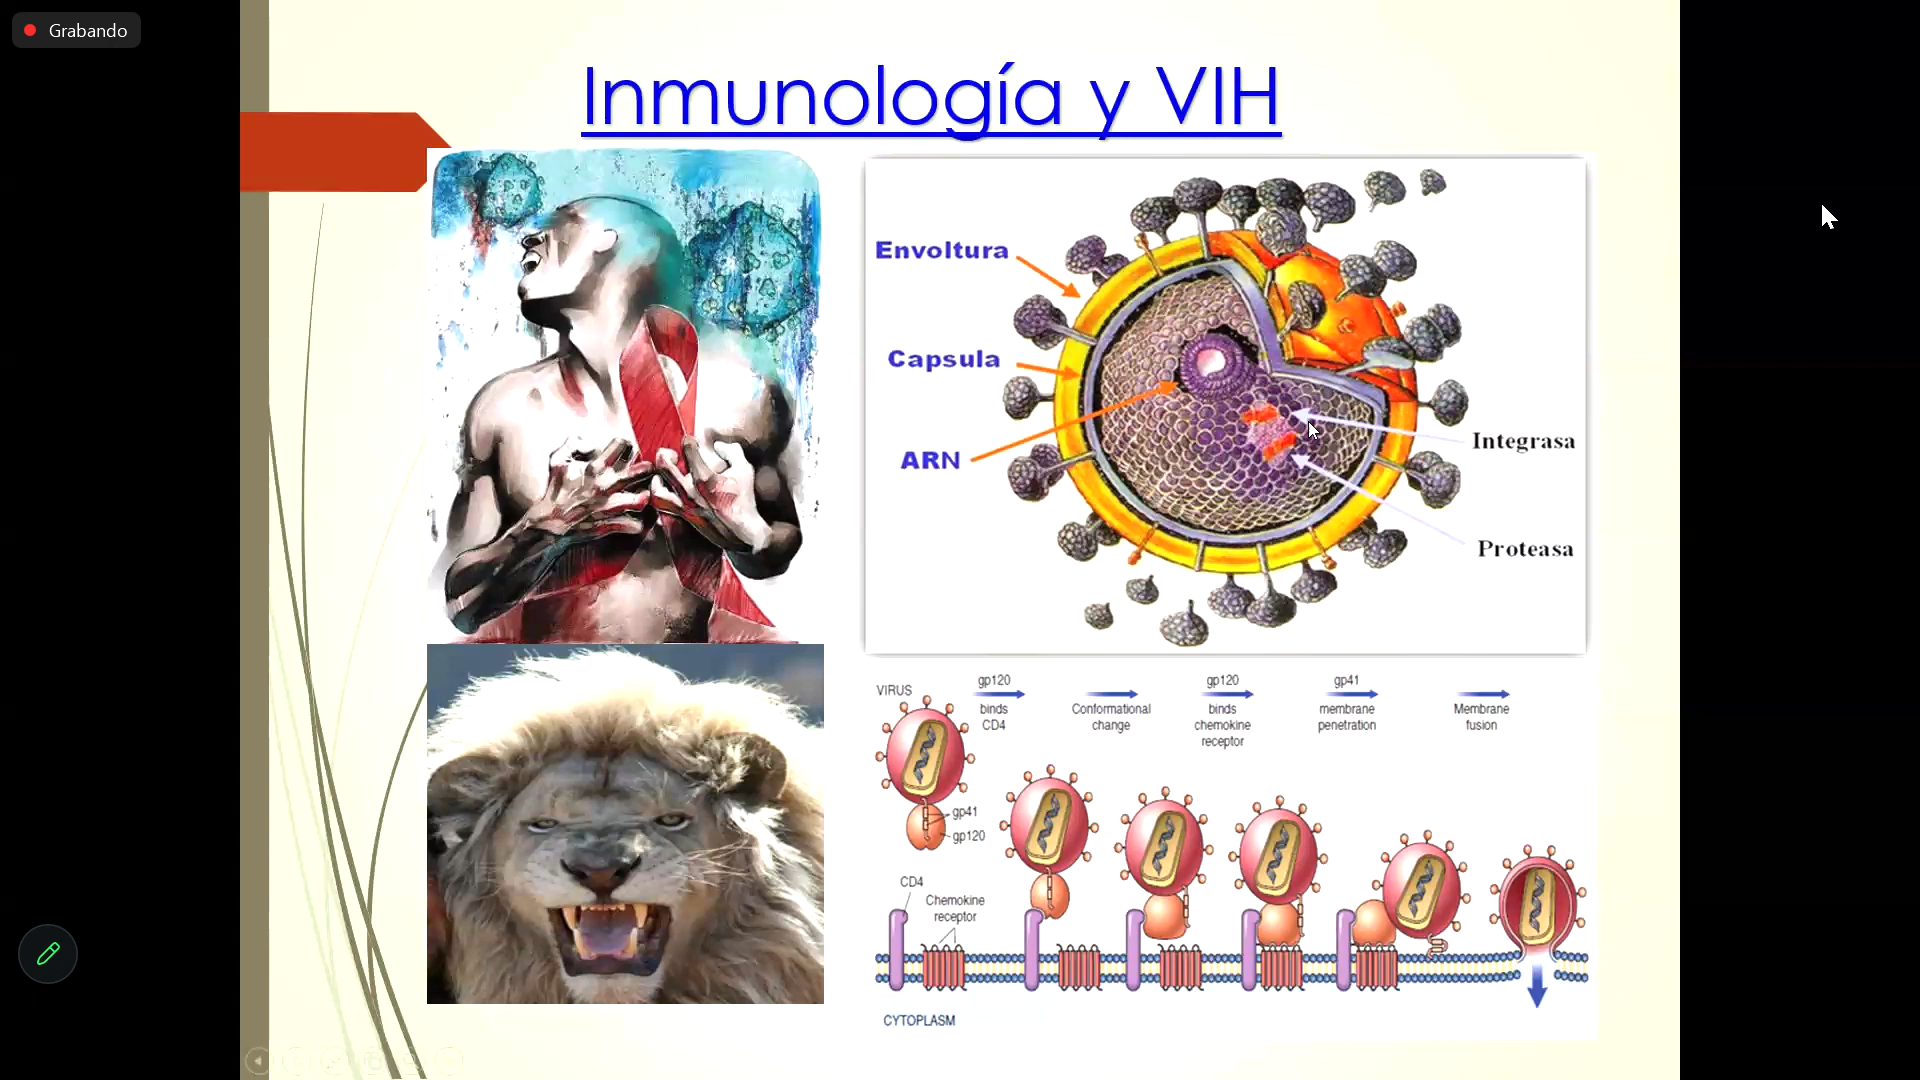 Grabando
Inmunología y VIH
Envoltura
Capsula
ARN
Integrasa
Proteasa
VIRUS
gp120
binds
CD4
Conformational
change
gp120
binds
chemokine
receptor
gp41
membrane
penetration
Membrane
fusion
gp41
gp120
CD4
Chemokine
receptor
CYTOPLASM